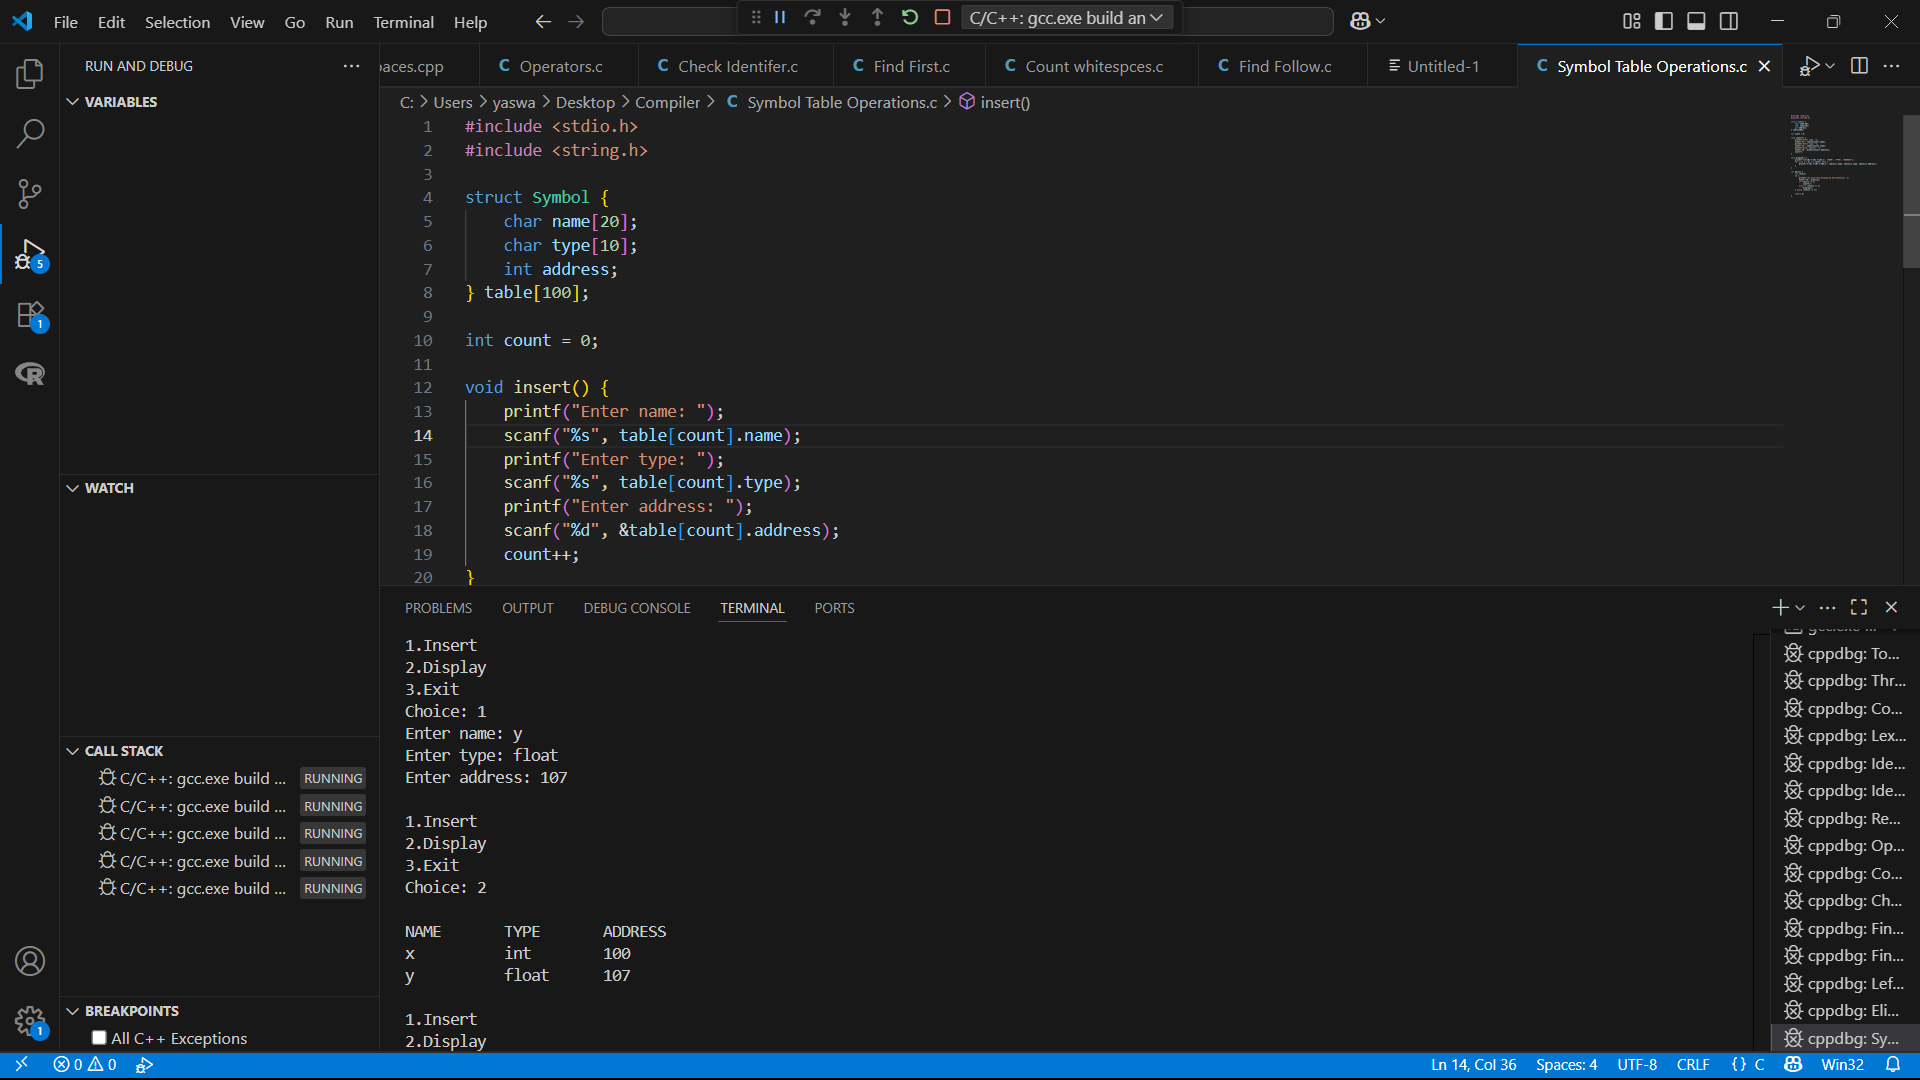 File Edit Selection View Go Run Terminal Help
C/C++: gcc.exe build an
RUN AND DEBUG
paces.cpp
C Operators.c
C Check Identifer.c
C Find First.c
C Count whitespces.c
C Find Follow.c
Untitled-1
C Symbol Table Operations.c
C: > Users > yaswa > Desktop > Compiler > C Symbol Table Operations.c > insert()
VARIABLES
WATCH
CALL STACK
C/C++: gcc.exe build ... RUNNING
C/C++: gcc.exe build ... RUNNING
C/C++: gcc.exe build ... RUNNING
C/C++: gcc.exe build ... RUNNING
C/C++: gcc.exe build ... RUNNING
BREAKPOINTS
All C++ Exceptions
5
1
R
1
1 #include <stdio.h>
2 #include <string.h>
3
4 struct Symbol {
5 char name[20];
6 char type[10];
7 int address;
8 } table[100];
9
10 int count = 0;
11
12 void insert() {
13 printf("Enter name: ");
14 scanf("%s", table[count].name);
15 printf("Enter type: ");
16 scanf("%s", table[count].type);
17 printf("Enter address: ");
18 scanf("%d", &table[count].address);
19 count++;
20 }
PROBLEMS OUTPUT DEBUG CONSOLE TERMINAL PORTS
1.Insert
2.Display
3.Exit
Choice: 1
Enter name: y
Enter type: float
Enter address: 107
1.Insert
2.Display
3.Exit
Choice: 2
NAME TYPE ADDRESS
x int 100
y float 107
1.Insert
2.Display
cppdbg: To...
cppdbg: Thr...
cppdbg: Co...
cppdbg: Lex...
cppdbg: Ide...
cppdbg: Ide...
cppdbg: Re...
cppdbg: Op...
cppdbg: Co...
cppdbg: Ch...
cppdbg: Fin...
cppdbg: Fin...
cppdbg: Lef...
cppdbg: Eli...
cppdbg: Sy...
0 0
Ln 14, Col 36 Spaces: 4 UTF-8 CRLF {} C Win32